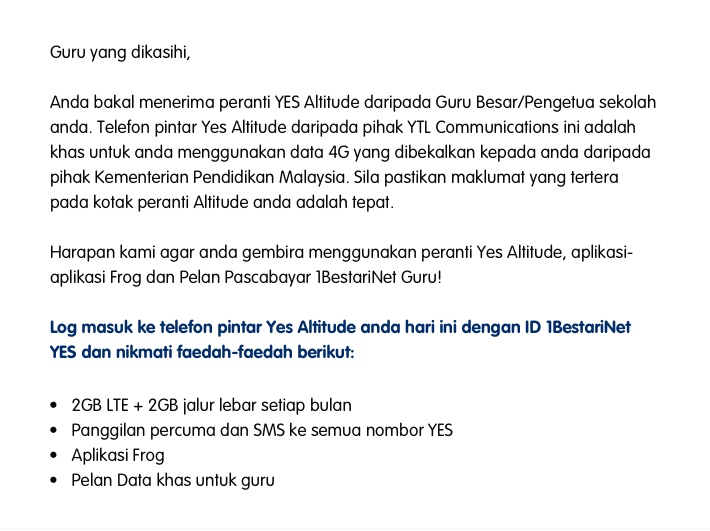 Guru yang dikasihi,
Anda bakal menerima peranti YES Altitude daripada Guru Besar/Pengetua sekolah
anda. Telefon pintar Yes Altitude daripada pihak YTL Communications ini adalah
khas untuk anda menggunakan data 4G yang dibekalkan kepada anda daripada
pihak Kementerian Pendidikan Malaysia. Sila pastikan maklumat yang tertera
pada kotak peranti Altitude anda adalah tepat.
Harapan kami agar anda gembira menggunakan peranti Yes Altitude, aplikasi-
aplikasi Frog dan Pelan Pascabayar 1BestariNet Guru!
Log masuk ke telefon pintar Yes Altitude anda hari ini dengan ID 1BestariNet
YES dan nikmati faedah-faedah berikut:
• 2GB LTE + 2GB jalur lebar setiap bulan
• Panggilan percuma dan SMS ke semua nombor YES
• Aplikasi Frog
• Pelan Data khas untuk guru